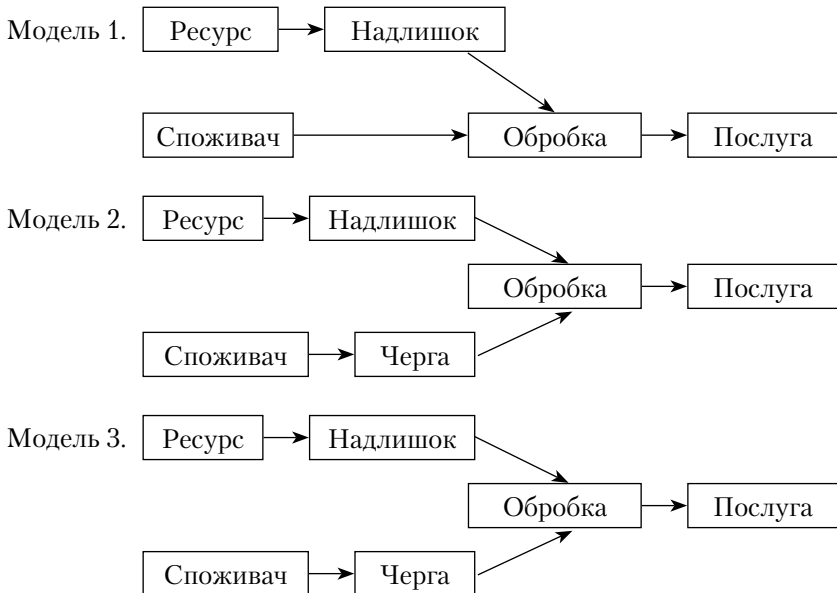 Модель 1. Ресурс Надлишок
Споживач Обробка Послуга
Модель 2. Ресурс Надлишок
Обробка Послуга
Споживач Черга
Модель 3. Ресурс Надлишок
Обробка Послуга
Споживач Черга